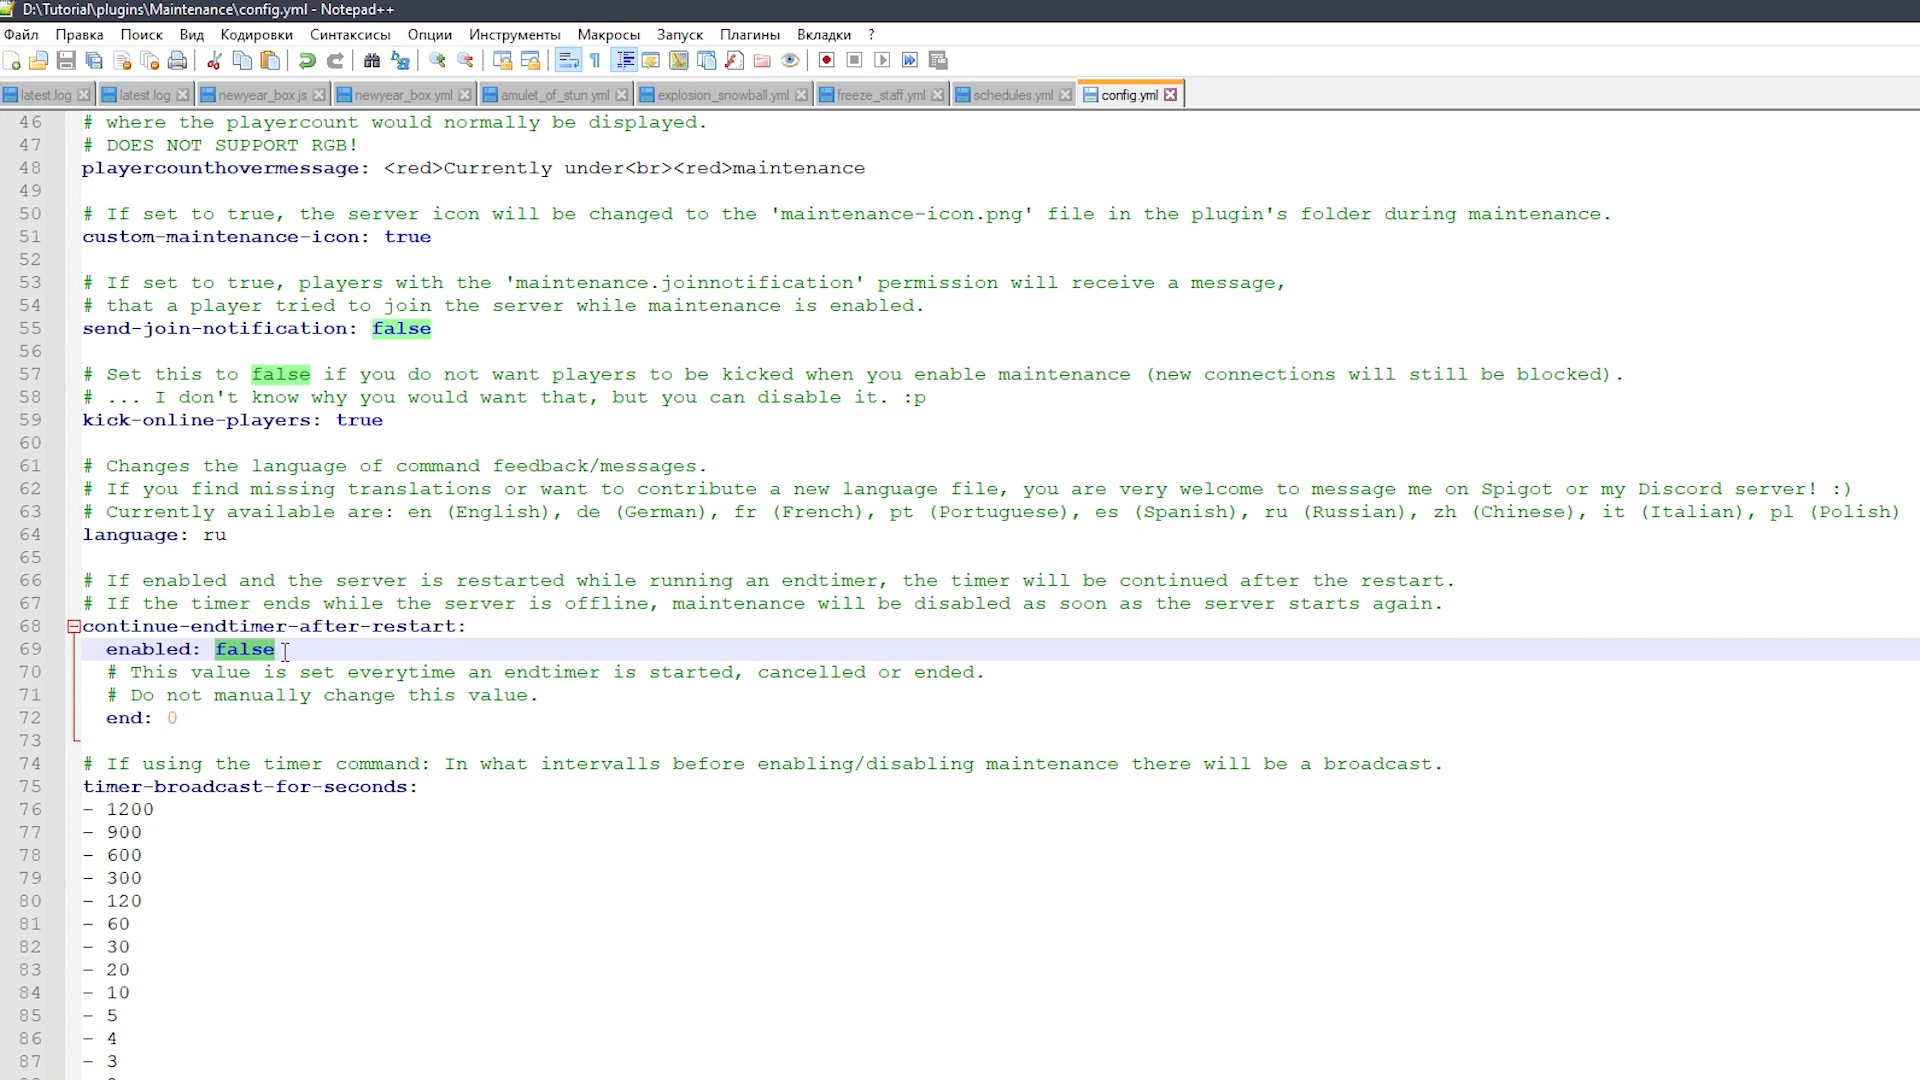 D:\Tutorial\plugins\Maintenance\config.yml - Notepad++
Файл Правка Поиск Вид Кодировки Синтаксисы Опции Инструменты Макросы Запуск Плагины Вкладки ?
latest.log latest.log newyear_box.js newyear_box.yml amulet_of_stun.yml explosion_snowball.yml freeze_staff.yml schedules.yml config.yml
46 # where the playercount would normally be displayed.
47 # DOES NOT SUPPORT RGB!
48 playercounthovermessage: <red>Currently under<br><red>maintenance
49
50 # If set to true, the server icon will be changed to the 'maintenance-icon.png' file in the plugin's folder during maintenance.
51 custom-maintenance-icon: true
52
53 # If set to true, players with the 'maintenance.joinnotification' permission will receive a message,
54 # that a player tried to join the server while maintenance is enabled.
55 send-join-notification: false
56
57 # Set this to false if you do not want players to be kicked when you enable maintenance (new connections will still be blocked).
58 # ... I don't know why you would want that, but you can disable it. :p
59 kick-online-players: true
60
61 # Changes the language of command feedback/messages.
62 # If you find missing translations or want to contribute a new language file, you are very welcome to message me on Spigot or my Discord server! :)
63 # Currently available are: en (English), de (German), fr (French), pt (Portuguese), es (Spanish), ru (Russian), zh (Chinese), it (Italian), pl (Polish)
64 language: ru
65
66 # If enabled and the server is restarted while running an endtimer, the timer will be continued after the restart.
67 # If the timer ends while the server is offline, maintenance will be disabled as soon as the server starts again.
68 continue-endtimer-after-restart:
69 enabled: false
70 # This value is set everytime an endtimer is started, cancelled or ended.
71 # Do not manually change this value.
72 end: 0
73
74 # If using the timer command: In what intervalls before enabling/disabling maintenance there will be a broadcast.
75 timer-broadcast-for-seconds:
76 - 1200
77 - 900
78 - 600
79 - 300
80 - 120
81 - 60
82 - 30
83 - 20
84 - 10
85 - 5
86 - 4
87 - 3